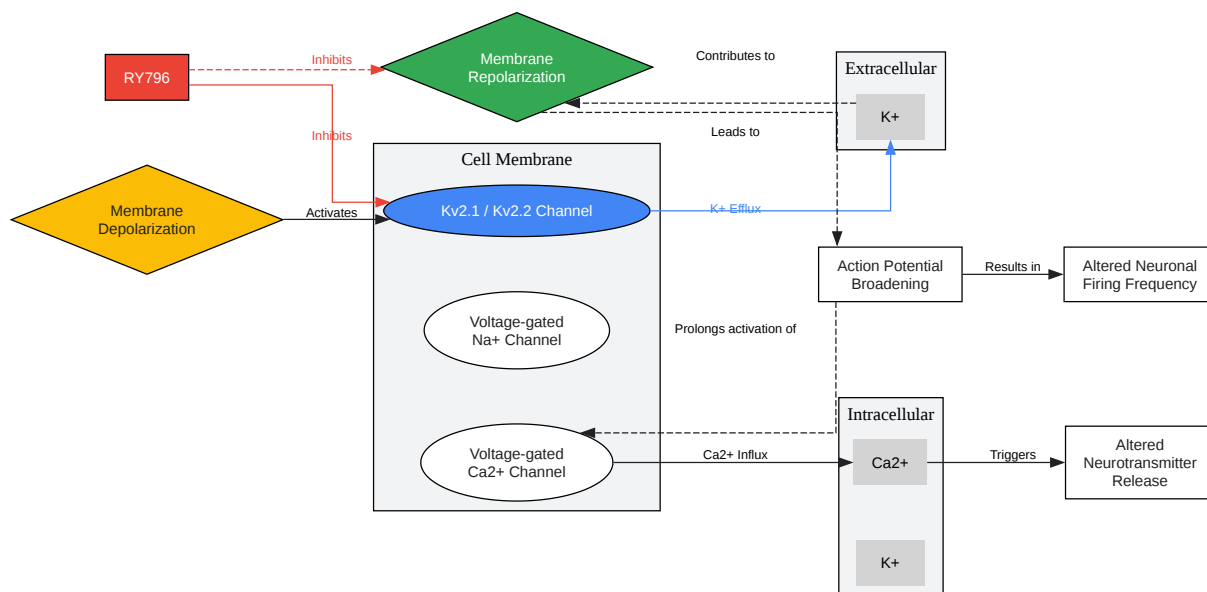 Membrane
Repolarization
Contributes to
Inhibits
RY796
Extracellular
K+
Leads to
Inhibits
Cell Membrane
Membrane
Depolarization
Activates
Kv2.1 / Kv2.2 Channel
K+ Efflux
Action Potential
Broadening
Results in
Altered Neuronal
Firing Frequency
Voltage-gated
Na+ Channel
Prolongs activation of
Intracellular
Voltage-gated
Ca2+ Channel
Ca2+ Influx
Ca2+
Triggers
Altered
Neurotransmitter
Release
K+